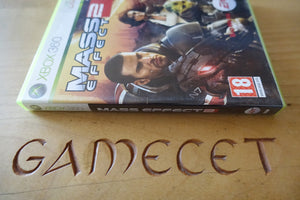 XBOX 360
MASS 2
EFFECT
18
MASS EFFECT 2
GAMECET